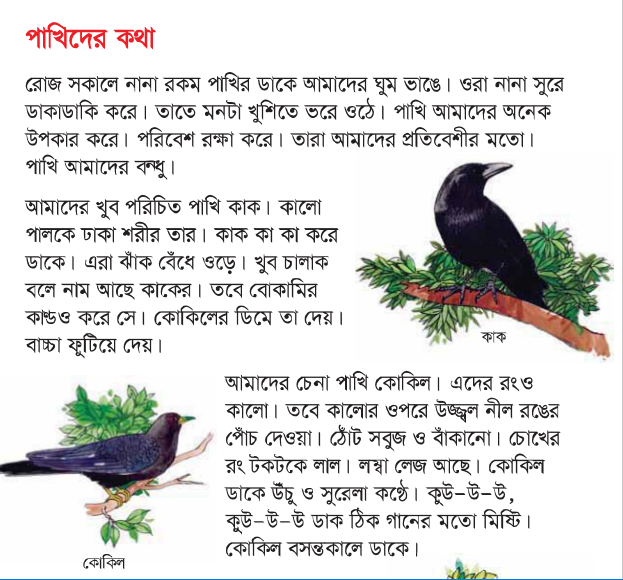 পাখিদের কথা
রোজ সকালে নানা রকম পাখির ডাকে আমাদের ঘুম ভাঙে। ওরা নানা সুরে
ডাকাডাকি করে। তাতে মনটা খুশিতে ভরে ওঠে। পাখি আমাদের অনেক
উপকার করে। পরিবেশ রক্ষা করে। তারা আমাদের প্রতিবেশীর মতো।
পাখি আমাদের বন্ধু।
আমাদের খুব পরিচিত পাখি কাক। কালো
পালকে ঢাকা শরীর তার। কাক কা কা করে
ডাকে। এরা ঝাঁক বেঁধে ওড়ে। খুব চালাক
বলে নাম আছে কাকের। তবে বোকামির
কাণ্ডও করে সে। কোকিলের ডিমে তা দেয়।
বাচ্চা ফুটিয়ে দেয়।
কাক
আমাদের চেনা পাখি কোকিল। এদের রংও
কালো। তবে কালোর ওপরে উজ্জ্বল নীল রঙের
পোঁচ দেওয়া। ঠোঁট সবুজ ও বাঁকানো। চোখের
রং টকটকে লাল। লম্বা লেজ আছে। কোকিল
ডাকে উঁচু ও সুরেলা কণ্ঠে। কুউ-উ-উ,
কুউ-উ-উ ডাক ঠিক গানের মতো মিষ্টি।
কোকিল বসন্তকালে ডাকে।
কোকিল